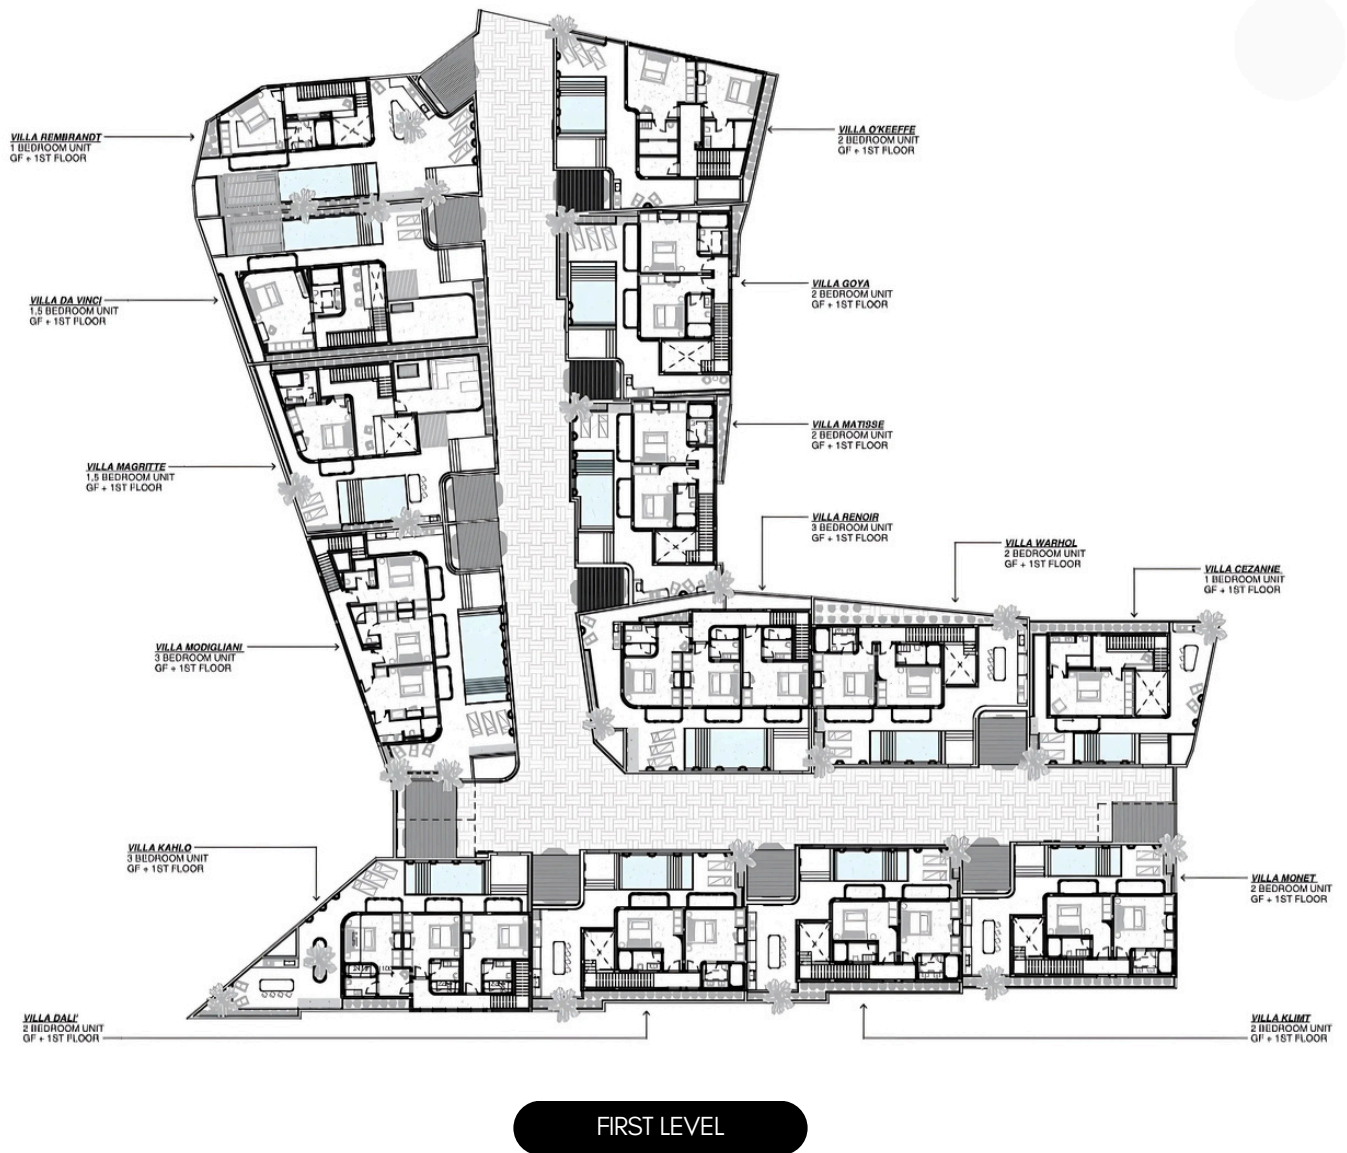 VILLA REMBRANDT
1 BEDROOM UNIT
GF + 1ST FLOOR
VILLA O'KEEFFE
2 BEDROOM UNIT
GF + 1ST FLOOR
VILLA DA VINCI
1,5 BEDROOM UNIT
GF + 1ST FLOOR
VILLA GOYA
2 BEDROOM UNIT
GF + 1ST FLOOR
VILLA MAGRITTE
1,5 BEDROOM UNIT
GF + 1ST FLOOR
VILLA MATISSE
2 BEDROOM UNIT
GF + 1ST FLOOR
VILLA RENOIR
3 BEDROOM UNIT
GF + 1ST FLOOR
VILLA WARHOL
2 BEDROOM UNIT
GF + 1ST FLOOR
VILLA CEZANNE
1 BEDROOM UNIT
GF + 1ST FLOOR
VILLA MODIGLIANI
3 BEDROOM UNIT
GF + 1ST FLOOR
VILLA KAHLO
3 BEDROOM UNIT
GF + 1ST FLOOR
VILLA MONET
2 BEDROOM UNIT
GF + 1ST FLOOR
VILLA DALI'
2 BEDROOM UNIT
GF + 1ST FLOOR
VILLA KLIMT
2 BEDROOM UNIT
GF + 1ST FLOOR
FIRST LEVEL